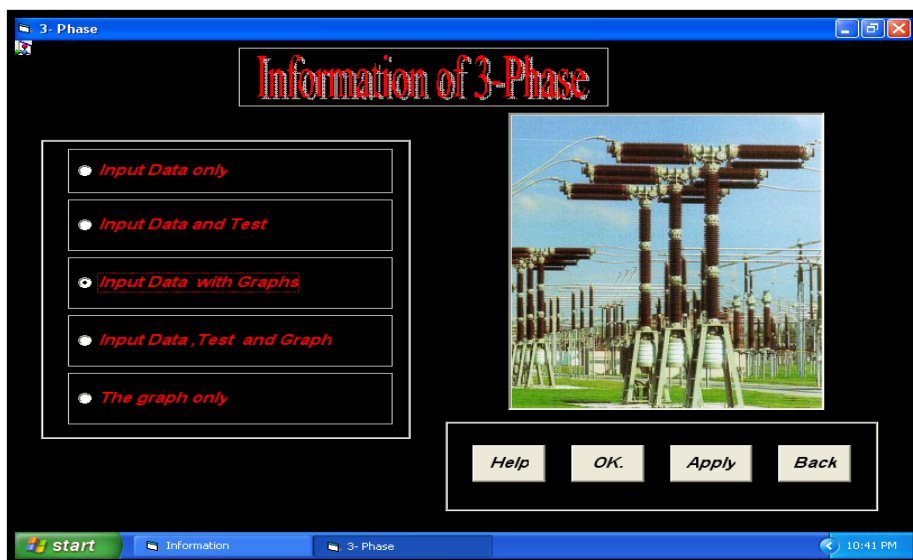 3- Phase
Information of 3-Phase
Input Data only
Input Data and Test
Input Data with Graphs
Input Data ,Test and Graph
The graph only
Help OK. Apply Back
start Information 3- Phase 10:41 PM